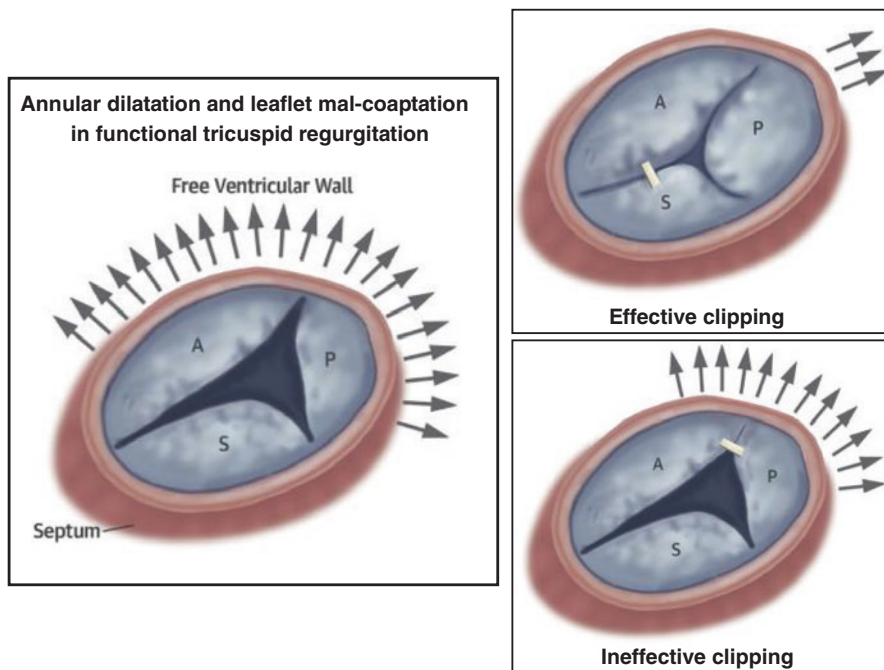 Annular dilatation and leaflet mal-coaptation
in functional tricuspid regurgitation
Free Ventricular Wall
A
P
S
Septum
A
P
S
Effective clipping
A
P
S
Ineffective clipping